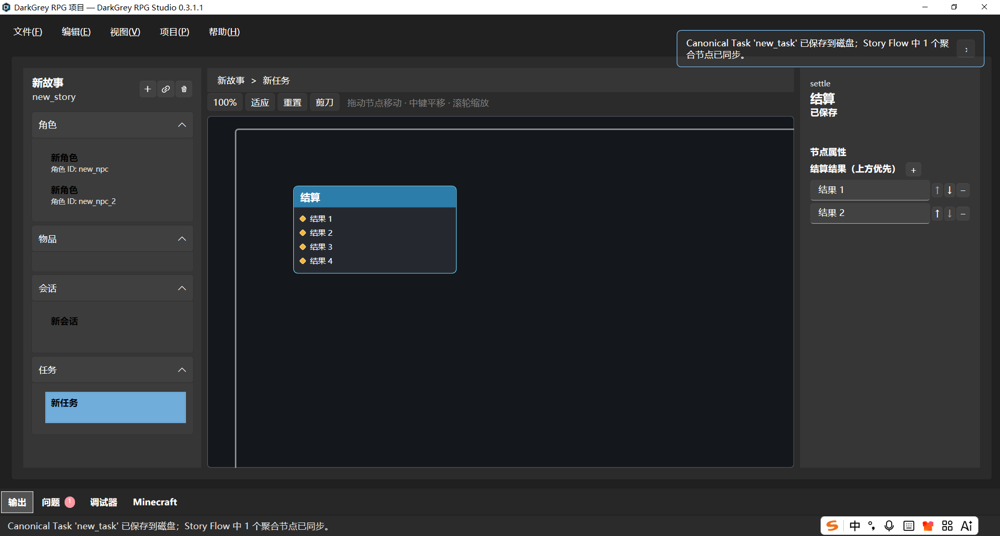 DarkGrey RPG 项目 — DarkGrey RPG Studio 0.3.1.1
文件(F) 编辑(E) 视图(V) 项目(P) 帮助(H)
Canonical Task 'new_task' 已保存到磁盘；Story Flow 中 1 个聚
合节点已同步。
新故事
new_story
角色
新角色
角色 ID: new_npc
新角色
角色 ID: new_npc_2
物品
会话
新会话
任务
新任务
新故事 > 新任务
100% 适应 重置 剪刀 拖动节点移动 · 中键平移 · 滚轮缩放
结算
结果 1
结果 2
结果 3
结果 4
settle
结算
已保存
节点属性
结算结果（上方优先） +
结果 1 ↑ ↓ −
结果 2 ↑ ↓ −
输出 问题 1 调试器 Minecraft
Canonical Task 'new_task' 已保存到磁盘；Story Flow 中 1 个聚合节点已同步。
中 Ai